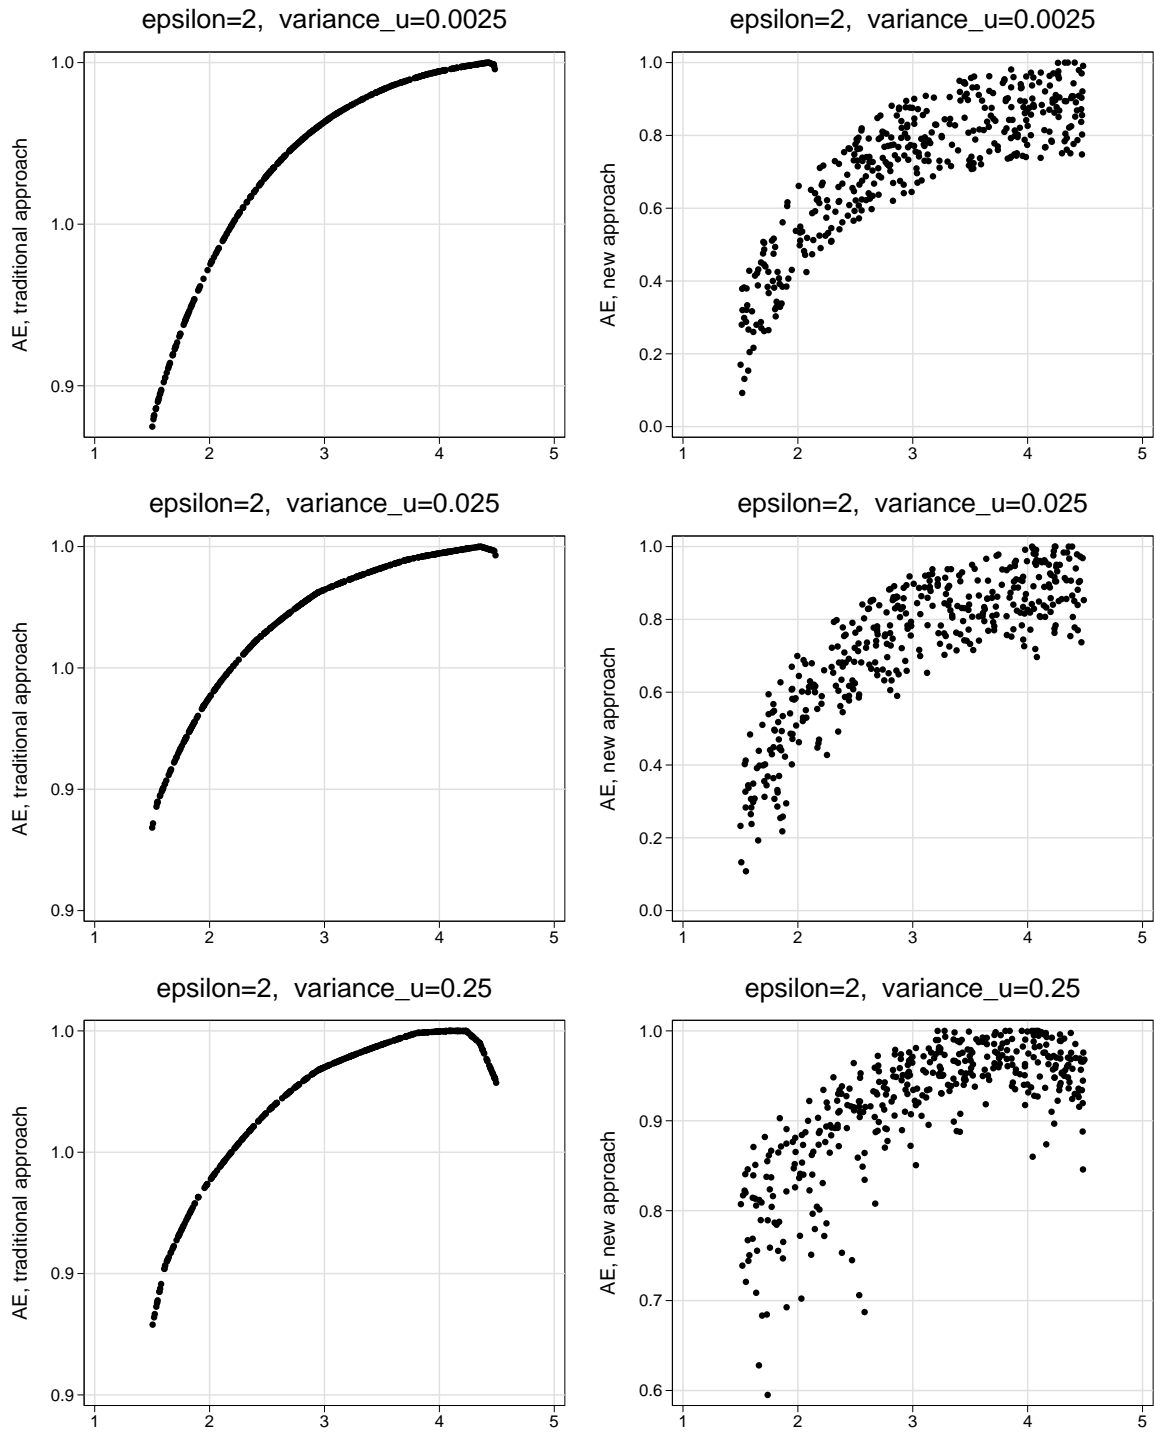 epsilon=2,  variance_u=0.0025
AE, traditional approach
1.0
1.0
0.9
1 2 3 4 5
epsilon=2,  variance_u=0.0025
AE, new approach
1.0
0.8
0.6
0.4
0.2
0.0
1 2 3 4 5
epsilon=2,  variance_u=0.025
AE, traditional approach
1.0
1.0
0.9
0.9
1 2 3 4 5
epsilon=2,  variance_u=0.025
AE, new approach
1.0
0.8
0.6
0.4
0.2
0.0
1 2 3 4 5
epsilon=2,  variance_u=0.25
AE, traditional approach
1.0
1.0
0.9
0.9
1 2 3 4 5
epsilon=2,  variance_u=0.25
AE, new approach
1.0
0.9
0.8
0.7
0.6
1 2 3 4 5